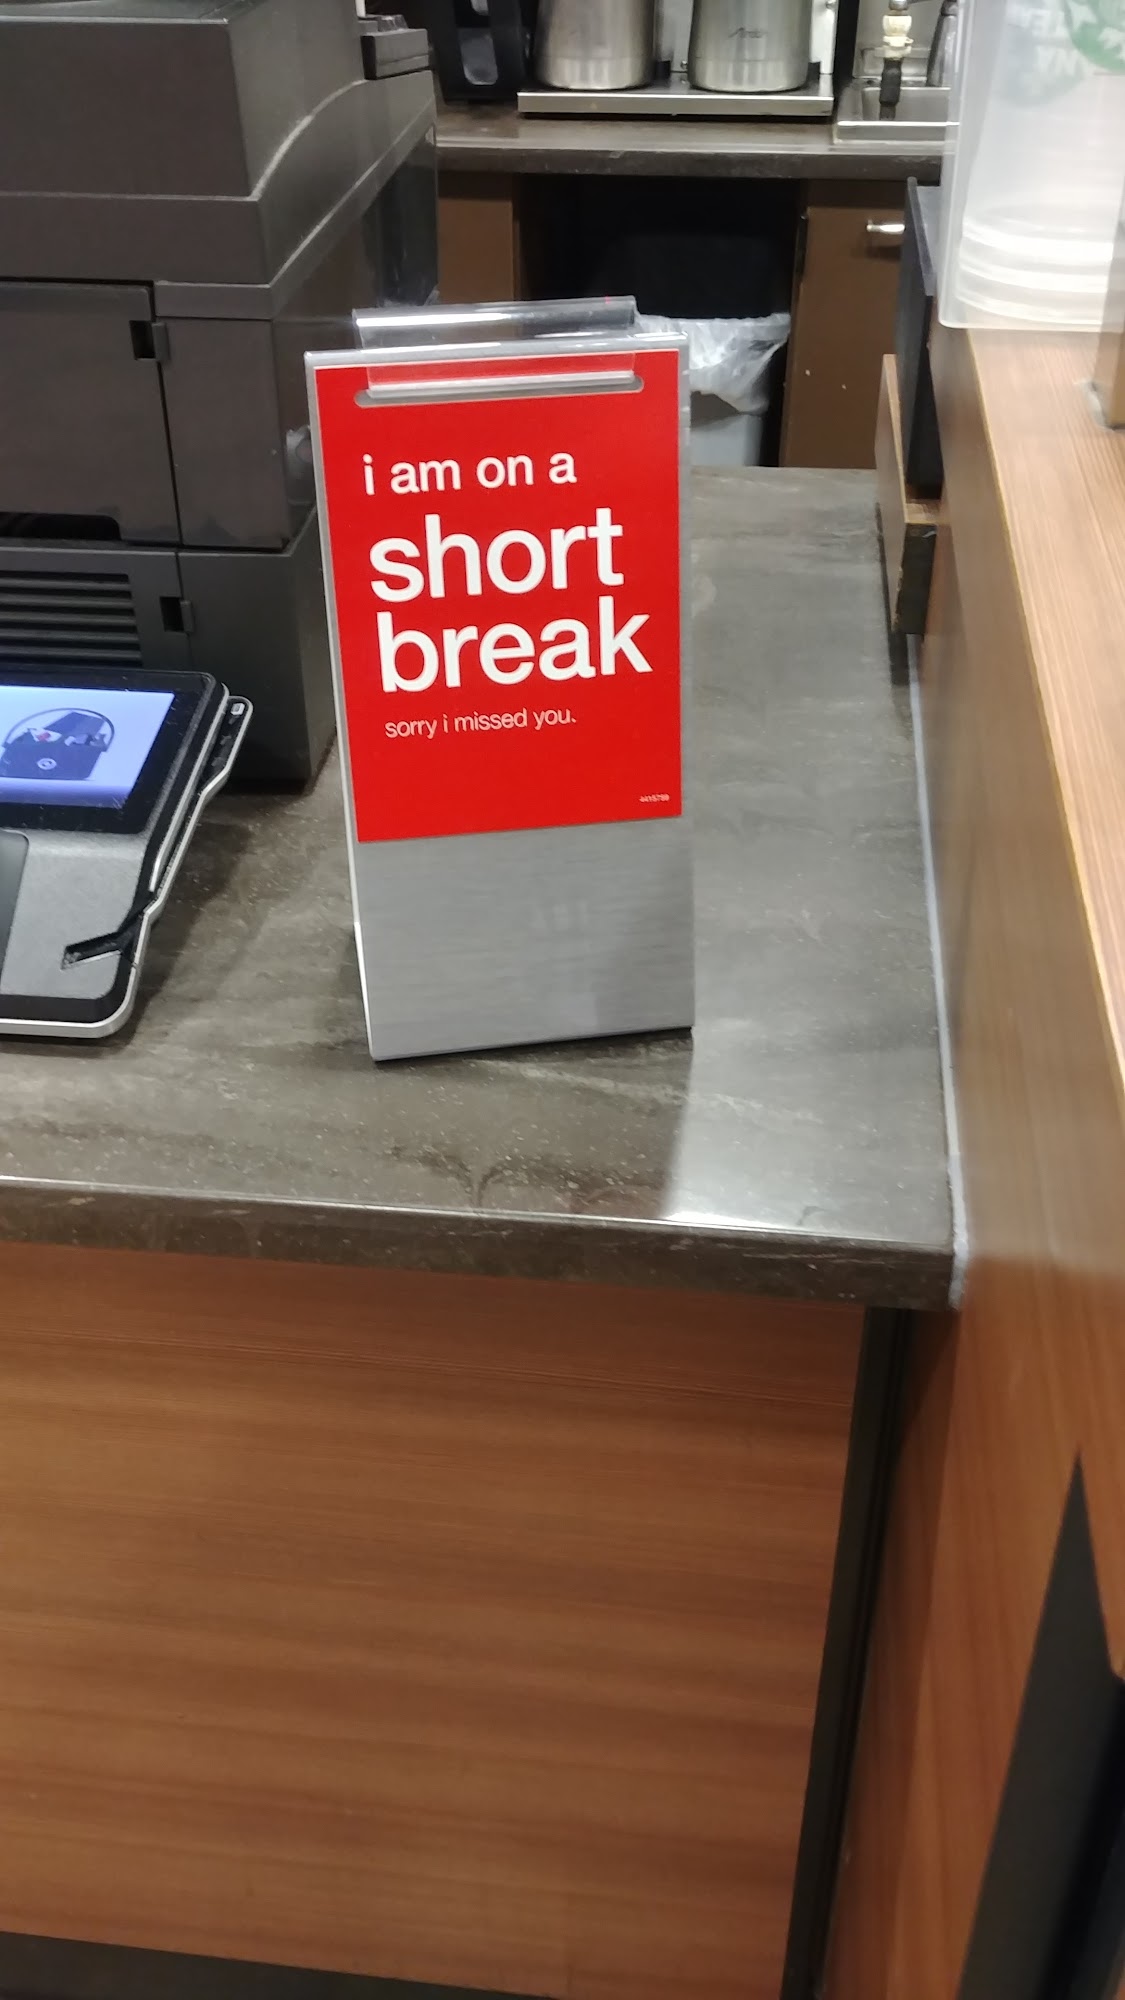 i am on a
short
break
sorry i missed you.